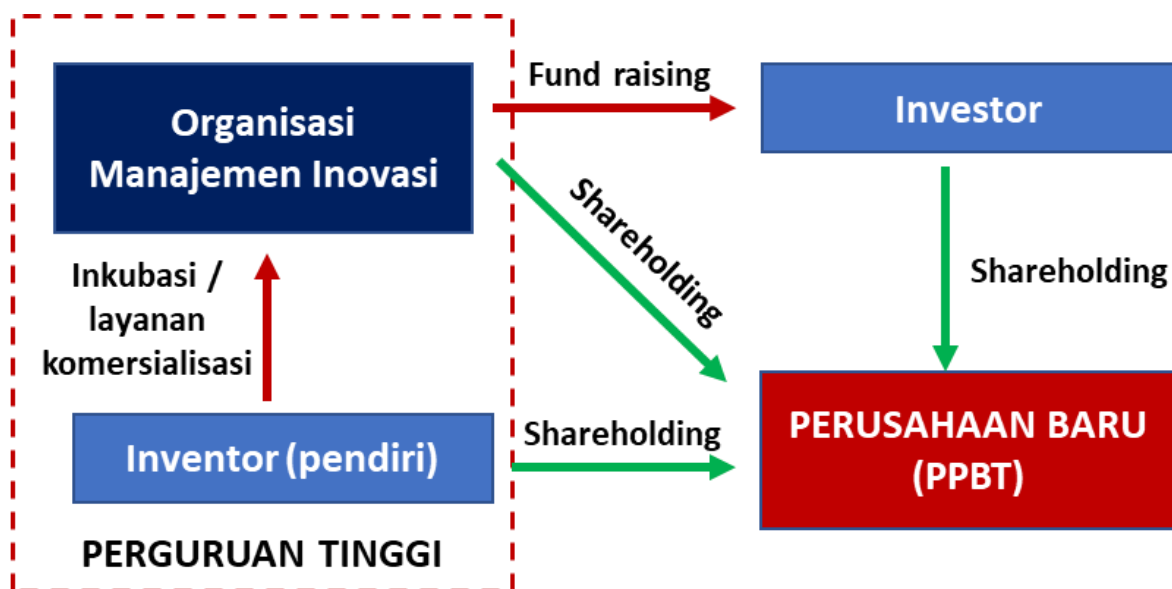 Organisasi
Manajemen Inovasi
Fund raising
Investor
Shareholding
Shareholding
Inkubasi /
layanan
komersialisasi
Inventor (pendiri)
Shareholding
PERUSAHAAN BARU
(PPBT)
PERGURUAN TINGGI